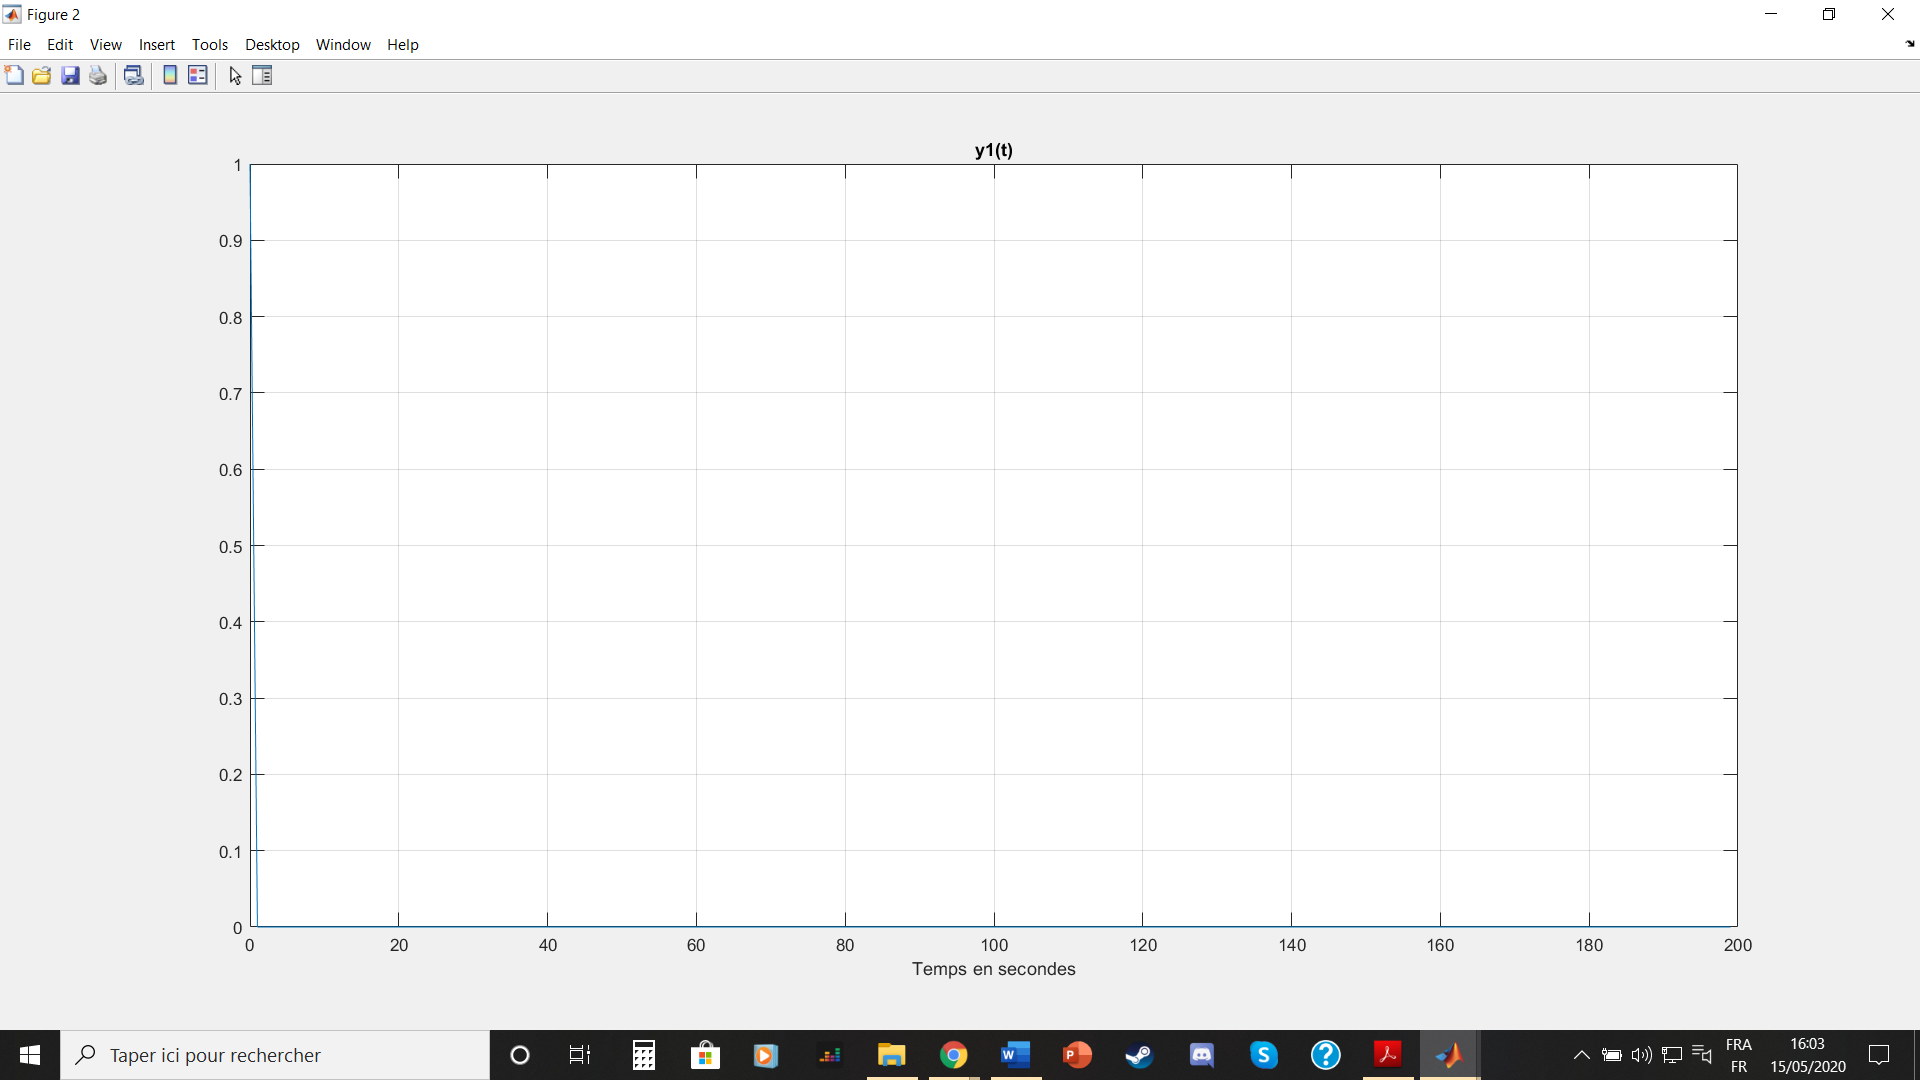 Figure 2
File Edit View Insert Tools Desktop Window Help
y1(t)
1
0.9
0.8
0.7
0.6
0.5
0.4
0.3
0.2
0.1
0
0 20 40 60 80 100 120 140 160 180 200
Temps en secondes
Taper ici pour rechercher
FRA
FR
16:03
15/05/2020